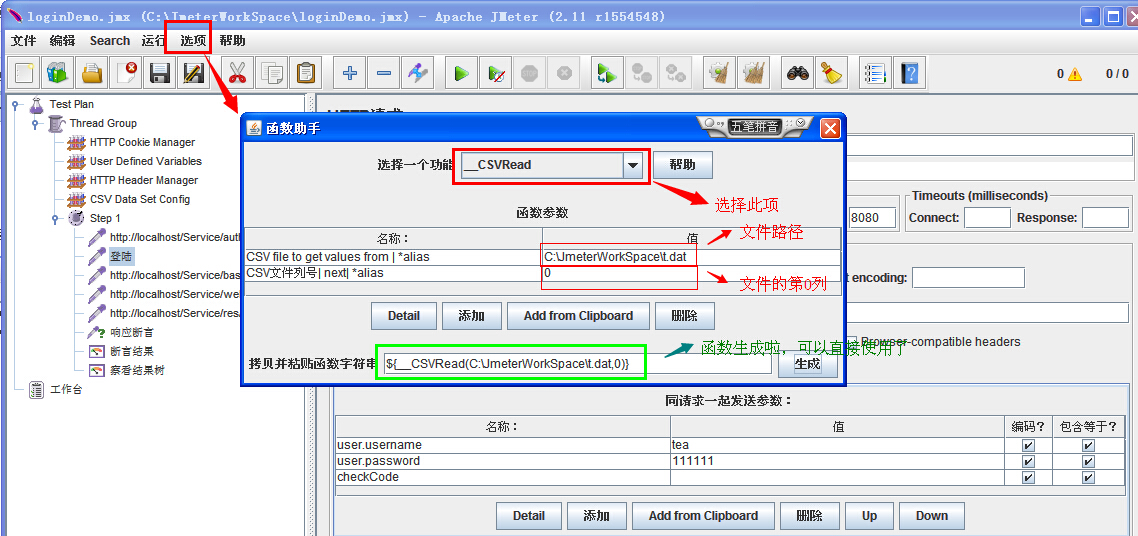 loginDemo.jmx (C:\JmeterWorkSpace\loginDemo.jmx) - Apache JMeter (2.11 r1554548)
文件 编辑 Search 运行 选项 帮助
0 0 / 0
Test Plan
Thread Group
HTTP Cookie Manager
User Defined Variables
HTTP Header Manager
CSV Data Set Config
Step 1
http://localhost/Service/aut
登陆
http://localhost/Service/bas
http://localhost/Service/we
http://localhost/Service/res
响应断言
断言结果
察看结果树
工作台
函数助手
五笔拼音
选择一个功能
__CSVRead
帮助
选择此项
函数参数
名称： 值
文件路径
CSV file to get values from | *alias C:\JmeterWorkSpace\t.dat
CSV文件列号| next| *alias 0
文件的第0列
Detail 添加 Add from Clipboard 删除
函数生成啦，可以直接使用了
拷贝并粘贴函数字符串 ${__CSVRead(C:\JmeterWorkSpace\t.dat,0)} 生成
Timeouts (milliseconds)
8080 Connect: Response:
t encoding:
Browser-compatible headers
同请求一起发送参数：
名称： 值 编码？ 包含等于？
user.username tea
user.password 111111
checkCode
Detail 添加 Add from Clipboard 删除 Up Down